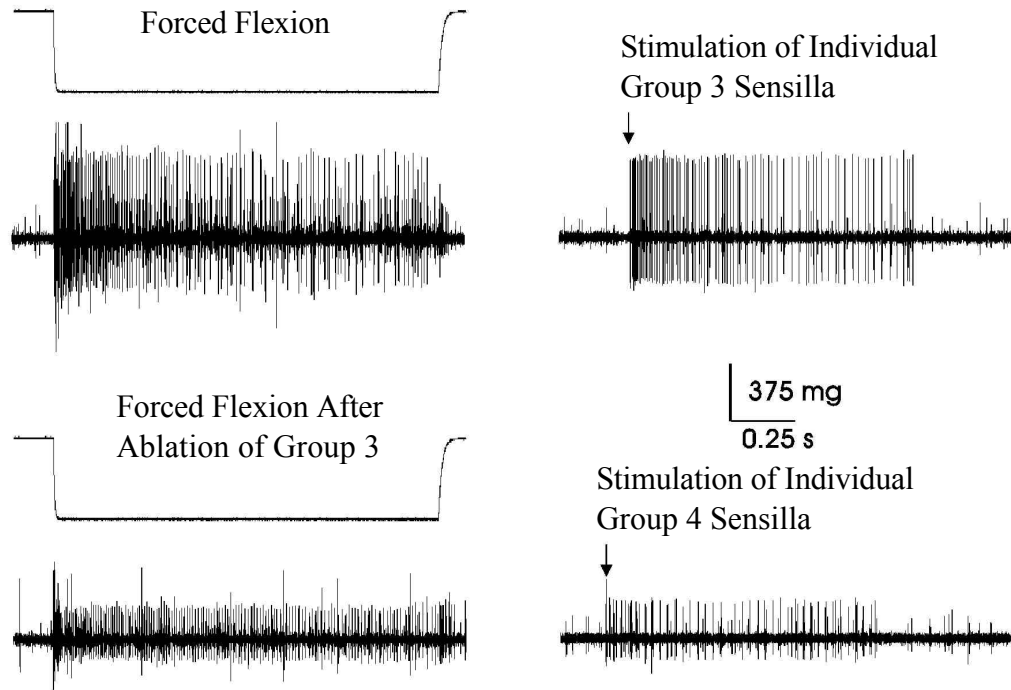 Forced Flexion
Stimulation of Individual
Group 3 Sensilla
Forced Flexion After
Ablation of Group 3
375 mg
0.25 s
Stimulation of Individual
Group 4 Sensilla